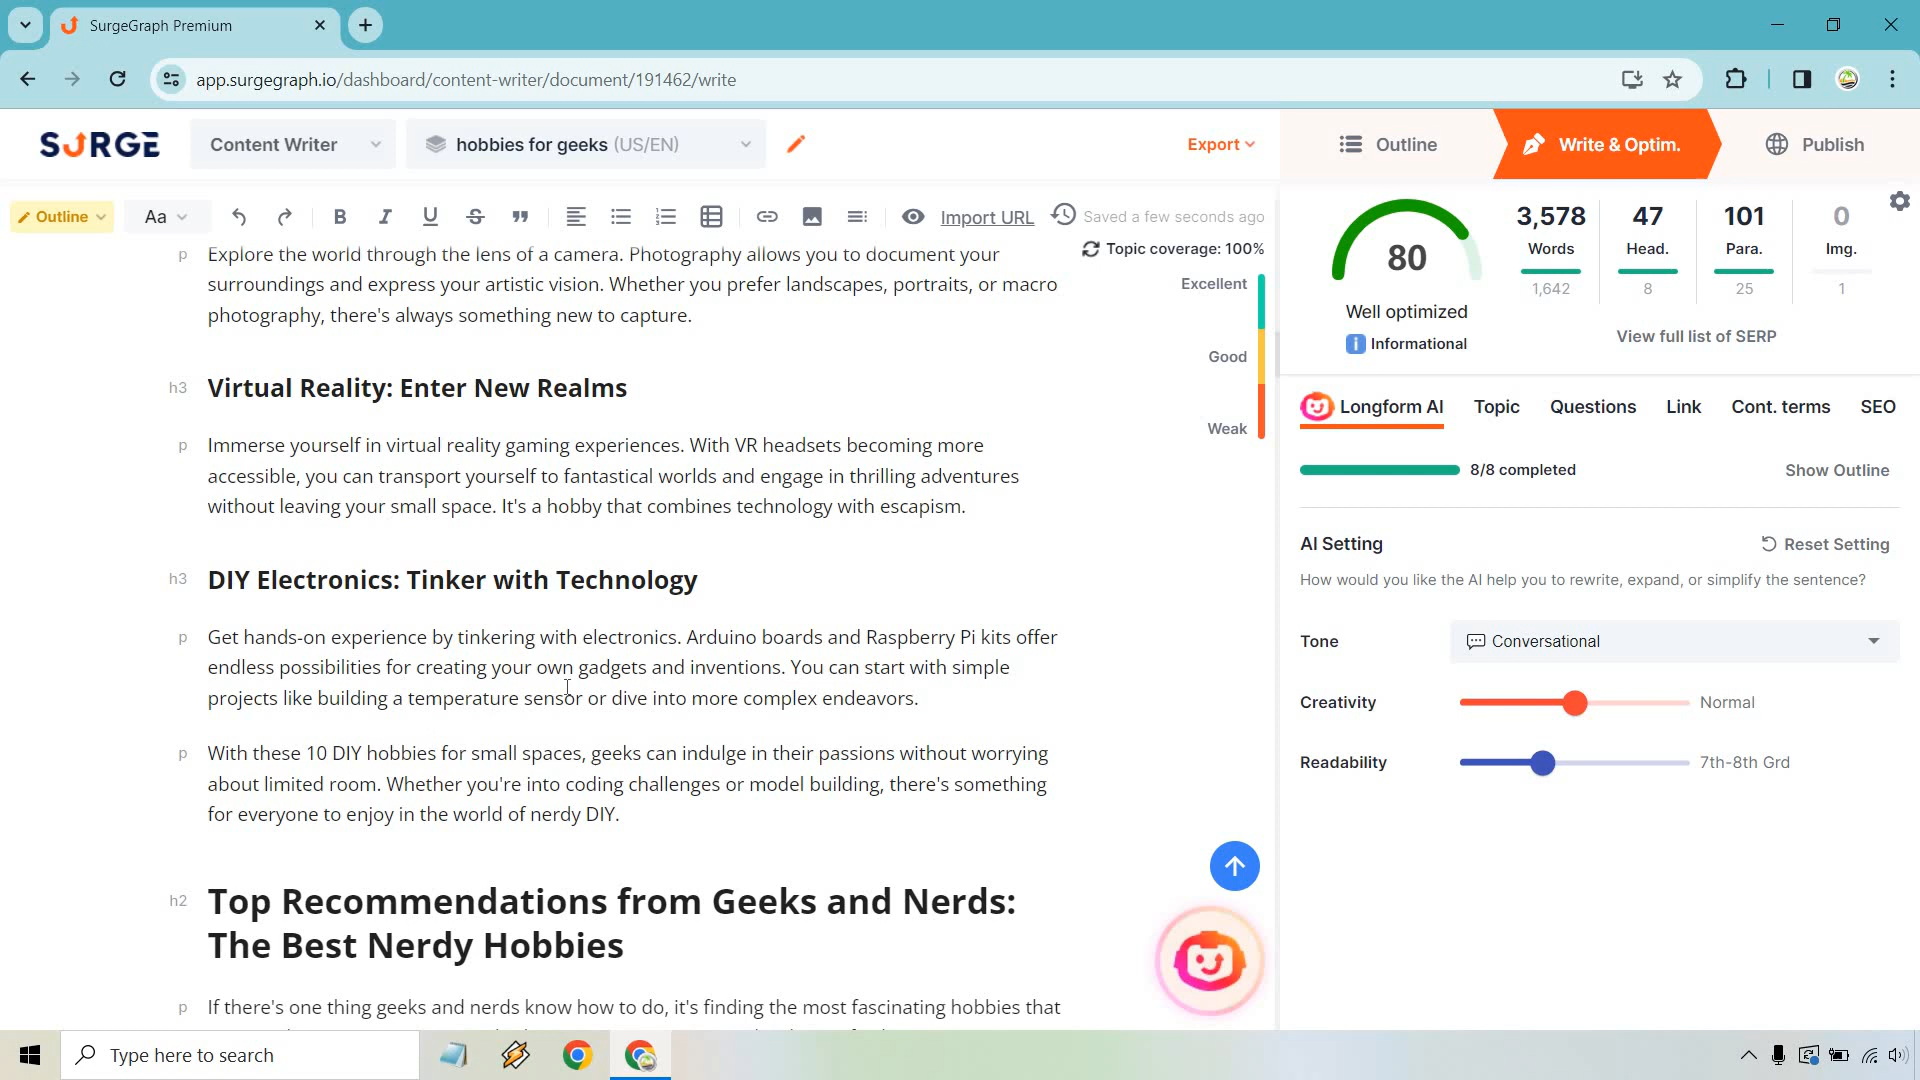 SurgeGraph Premium
app.surgegraph.io/dashboard/content-writer/document/191462/write
SURGE
Content Writer
hobbies for geeks (US/EN)
Export
Outline
Write & Optim.
Publish
Outline
Aa
B I U S
Import URL
Saved a few seconds ago
Topic coverage: 100%
Excellent
Good
Weak
p Explore the world through the lens of a camera. Photography allows you to document your
surroundings and express your artistic vision. Whether you prefer landscapes, portraits, or macro
photography, there's always something new to capture.
h3 Virtual Reality: Enter New Realms
p Immerse yourself in virtual reality gaming experiences. With VR headsets becoming more
accessible, you can transport yourself to fantastical worlds and engage in thrilling adventures
without leaving your small space. It's a hobby that combines technology with escapism.
h3 DIY Electronics: Tinker with Technology
p Get hands-on experience by tinkering with electronics. Arduino boards and Raspberry Pi kits offer
endless possibilities for creating your own gadgets and inventions. You can start with simple
projects like building a temperature sensor or dive into more complex endeavors.
p With these 10 DIY hobbies for small spaces, geeks can indulge in their passions without worrying
about limited room. Whether you're into coding challenges or model building, there's something
for everyone to enjoy in the world of nerdy DIY.
h2 Top Recommendations from Geeks and Nerds:
The Best Nerdy Hobbies
p If there's one thing geeks and nerds know how to do, it's finding the most fascinating hobbies that
80
Well optimized
Informational
3,578 47 101 0
Words Head. Para. Img.
1,642 8 25 1
View full list of SERP
Longform AI Topic Questions Link Cont. terms SEO
8/8 completed
Show Outline
AI Setting
Reset Setting
How would you like the AI help you to rewrite, expand, or simplify the sentence?
Tone Conversational
Creativity Normal
Readability 7th-8th Grd
Type here to search